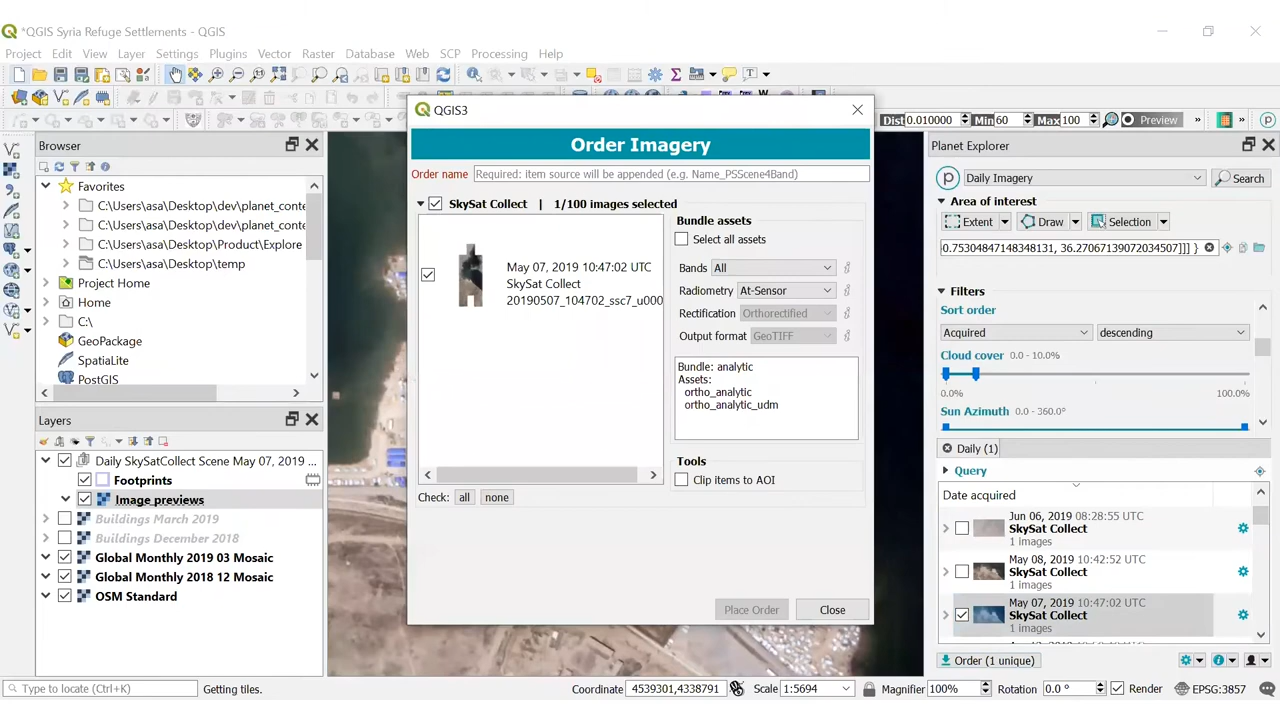 *QGIS Syria Refuge Settlements - QGIS
Project Edit View Layer Settings Plugins Vector Raster Database Web SCP Processing Help
Dist 0.010000 Min 60 Max 100 Preview » »
Browser
Favorites
C:\Users\asa\Desktop\dev\planet_conte
C:\Users\asa\Desktop\dev\planet_conte
C:\Users\asa\Desktop\Product\Explore
C:\Users\asa\Desktop\temp
Project Home
Home
C:\
GeoPackage
SpatiaLite
PostGIS
Layers
Daily SkySatCollect Scene May 07, 2019 ...
Footprints
Image previews
Buildings March 2019
Buildings December 2018
Global Monthly 2019 03 Mosaic
Global Monthly 2018 12 Mosaic
OSM Standard
QGIS3
Order Imagery
Order name Required: item source will be appended (e.g. Name_PSScene4Band)
SkySat Collect | 1/100 images selected
May 07, 2019 10:47:02 UTC
SkySat Collect
20190507_104702_ssc7_u000
Check: all none
Bundle assets
Select all assets
Bands All
Radiometry At-Sensor
Rectification Orthorectified
Output format GeoTIFF
Bundle: analytic
Assets:
ortho_analytic
ortho_analytic_udm
Tools
Clip items to AOI
Place Order Close
Planet Explorer
Daily Imagery Search
Area of interest
Extent Draw Selection
0.75304847148348131, 36.27067139072034507]]] }
Filters
Sort order
Acquired descending
Cloud cover 0.0 - 10.0%
0.0% 100.0%
Sun Azimuth 0.0 - 360.0°
Daily (1)
Query
Date acquired
Jun 06, 2019 08:28:55 UTC
SkySat Collect
1 images
May 08, 2019 10:42:52 UTC
SkySat Collect
1 images
May 07, 2019 10:47:02 UTC
SkySat Collect
1 images
Order (1 unique)
Type to locate (Ctrl+K) Getting tiles. Coordinate 4539301,4338791 Scale 1:5694 Magnifier 100% Rotation 0.0 ° Render EPSG:3857